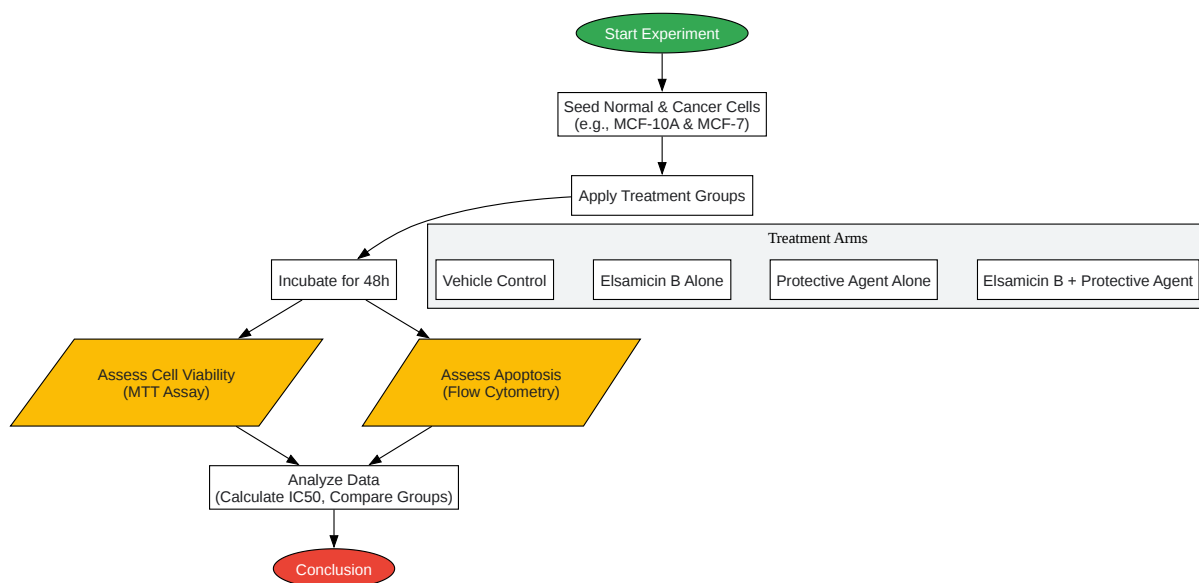 Start Experiment
Seed Normal & Cancer Cells
(e.g., MCF-10A & MCF-7)
Apply Treatment Groups
Treatment Arms
Incubate for 48h
Vehicle Control
Elsamicin B Alone
Protective Agent Alone
Elsamicin B + Protective Agent
Assess Cell Viability
(MTT Assay)
Assess Apoptosis
(Flow Cytometry)
Analyze Data
(Calculate IC50, Compare Groups)
Conclusion